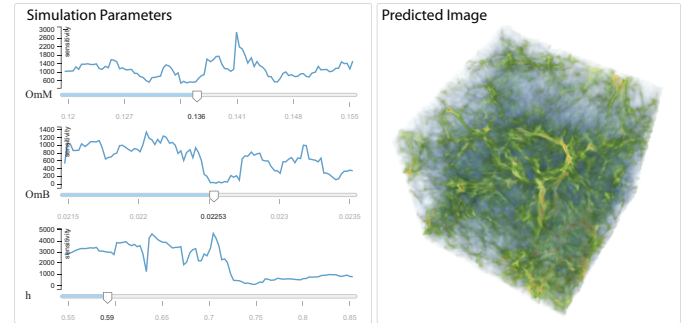 Simulation Parameters
Predicted Image
3000
2600
2200
1800
1400
1000
600
sensitivity
OmM
0.12 0.127 0.136 0.141 0.148 0.155
1400
1200
1000
800
600
400
200
0
sensitivity
OmB
0.0215 0.022 0.02253 0.023 0.0235
5000
4000
3000
2000
1000
0
sensitivity
h
0.55 0.59 0.65 0.7 0.75 0.8 0.85